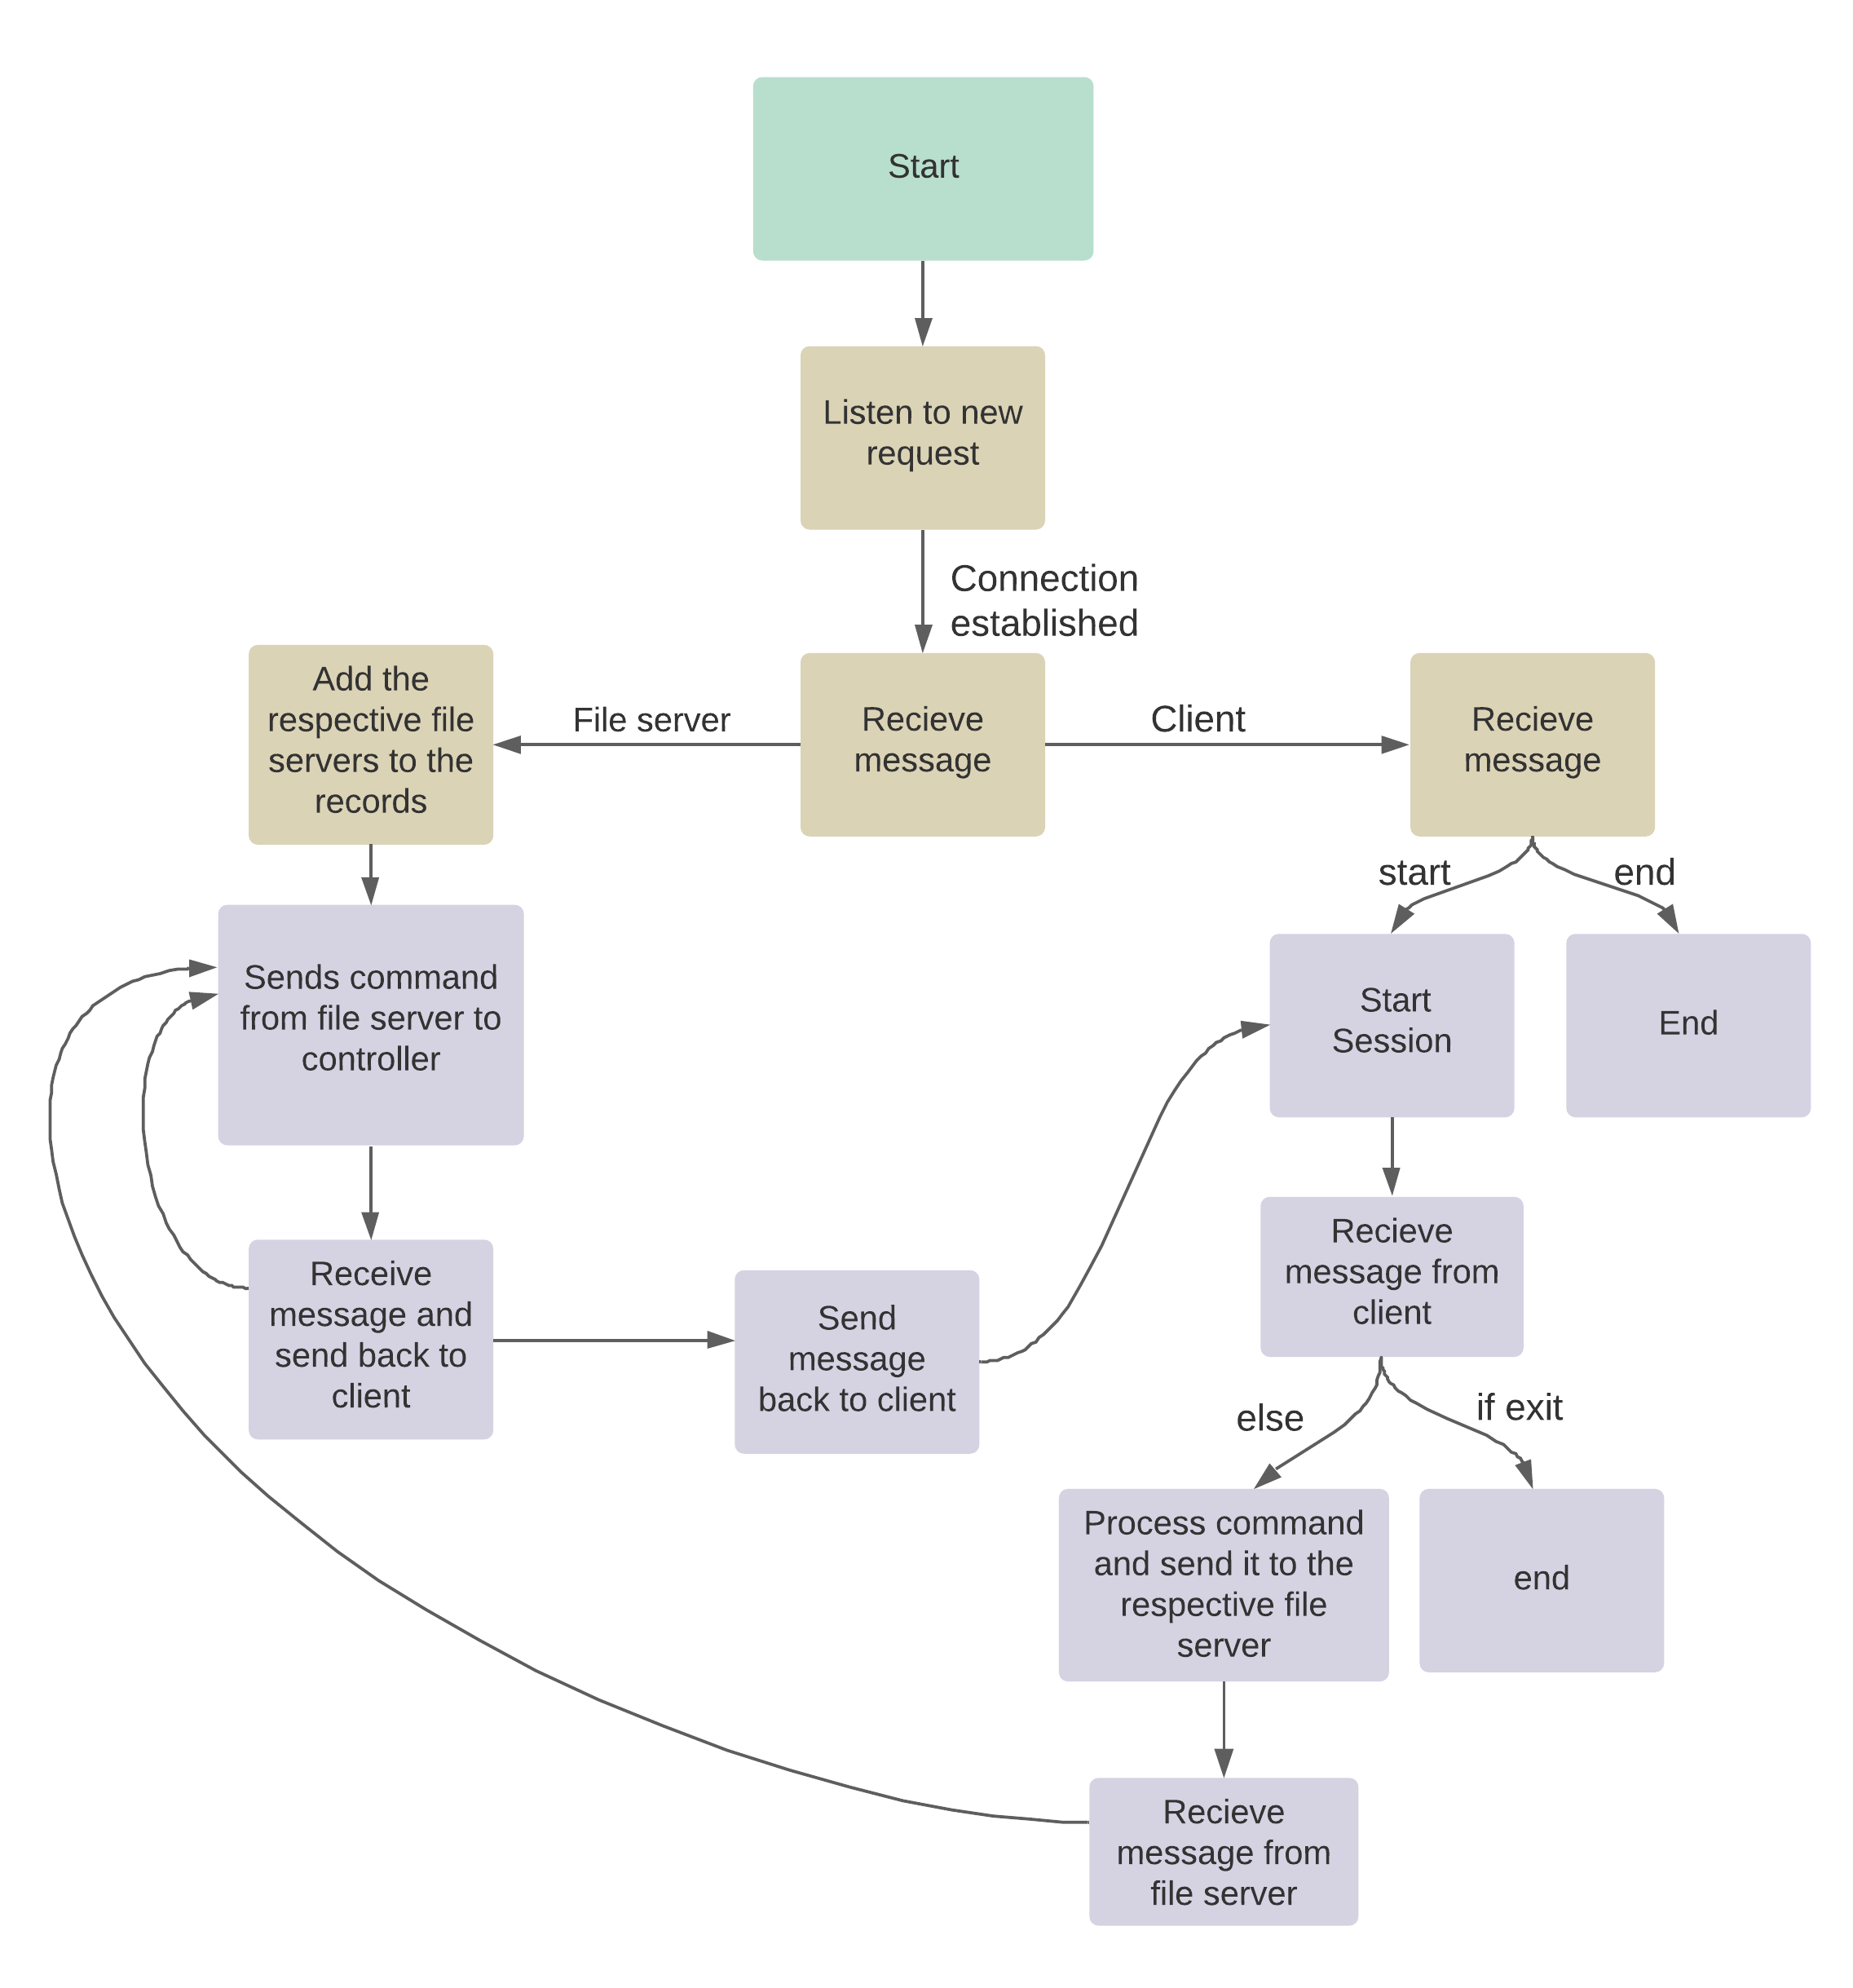 Start
Listen to new
request
Connection
established
Add the
respective file
servers to the
records
File server
Recieve
message
Client
Recieve
message
start
end
Sends command
from file server to
controller
Start
Session
End
Receive
message and
send back to
client
Send
message
back to client
Recieve
message from
client
else
if exit
Process command
and send it to the
respective file
server
end
Recieve
message from
file server